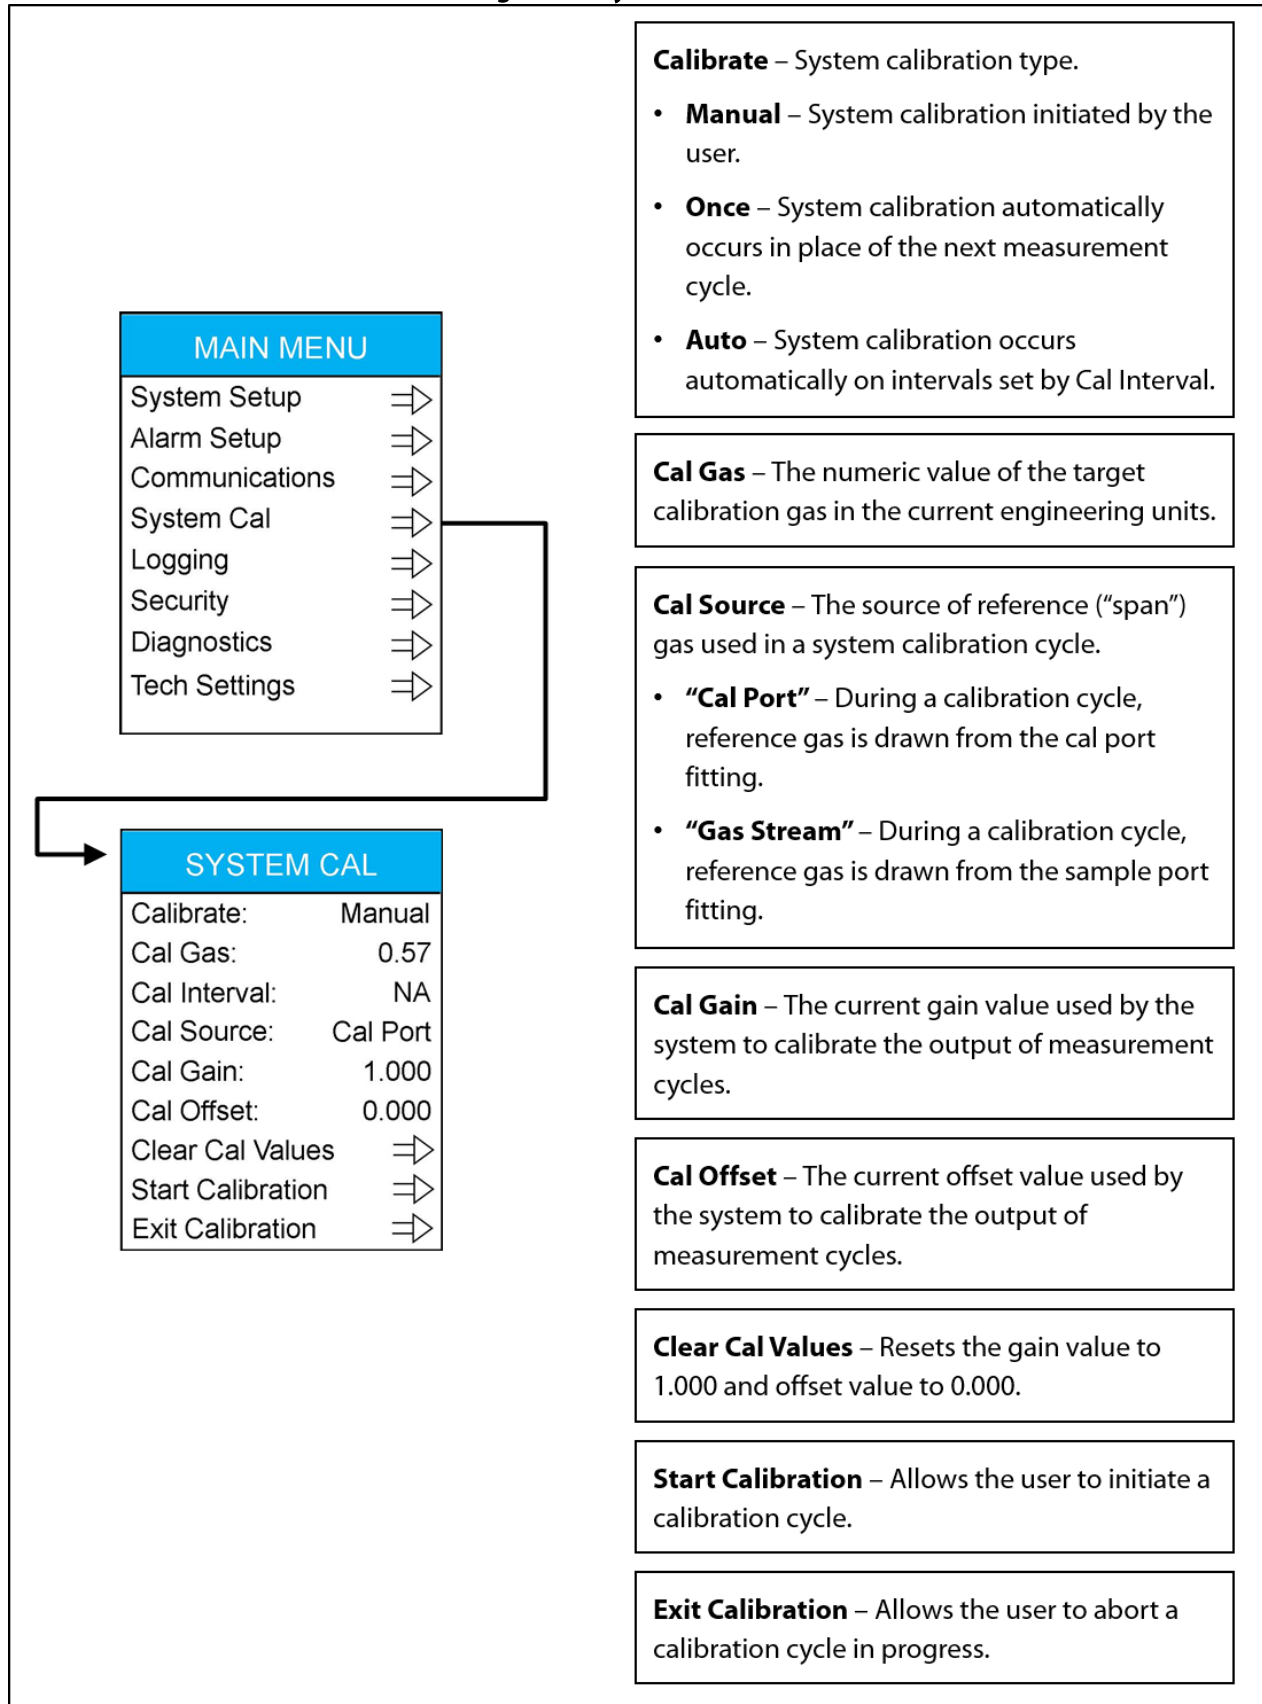 MAIN MENU
System Setup
Alarm Setup
Communications
System Cal
Logging
Security
Diagnostics
Tech Settings
SYSTEM CAL
Calibrate: Manual
Cal Gas: 0.57
Cal Interval: NA
Cal Source: Cal Port
Cal Gain: 1.000
Cal Offset: 0.000
Clear Cal Values
Start Calibration
Exit Calibration
Calibrate – System calibration type.
• Manual – System calibration initiated by the
user.
• Once – System calibration automatically
occurs in place of the next measurement
cycle.
• Auto – System calibration occurs
automatically on intervals set by Cal Interval.
Cal Gas – The numeric value of the target
calibration gas in the current engineering units.
Cal Source – The source of reference (“span”)
gas used in a system calibration cycle.
• “Cal Port” – During a calibration cycle,
reference gas is drawn from the cal port
fitting.
• “Gas Stream” – During a calibration cycle,
reference gas is drawn from the sample port
fitting.
Cal Gain – The current gain value used by the
system to calibrate the output of measurement
cycles.
Cal Offset – The current offset value used by
the system to calibrate the output of
measurement cycles.
Clear Cal Values – Resets the gain value to
1.000 and offset value to 0.000.
Start Calibration – Allows the user to initiate a
calibration cycle.
Exit Calibration – Allows the user to abort a
calibration cycle in progress.